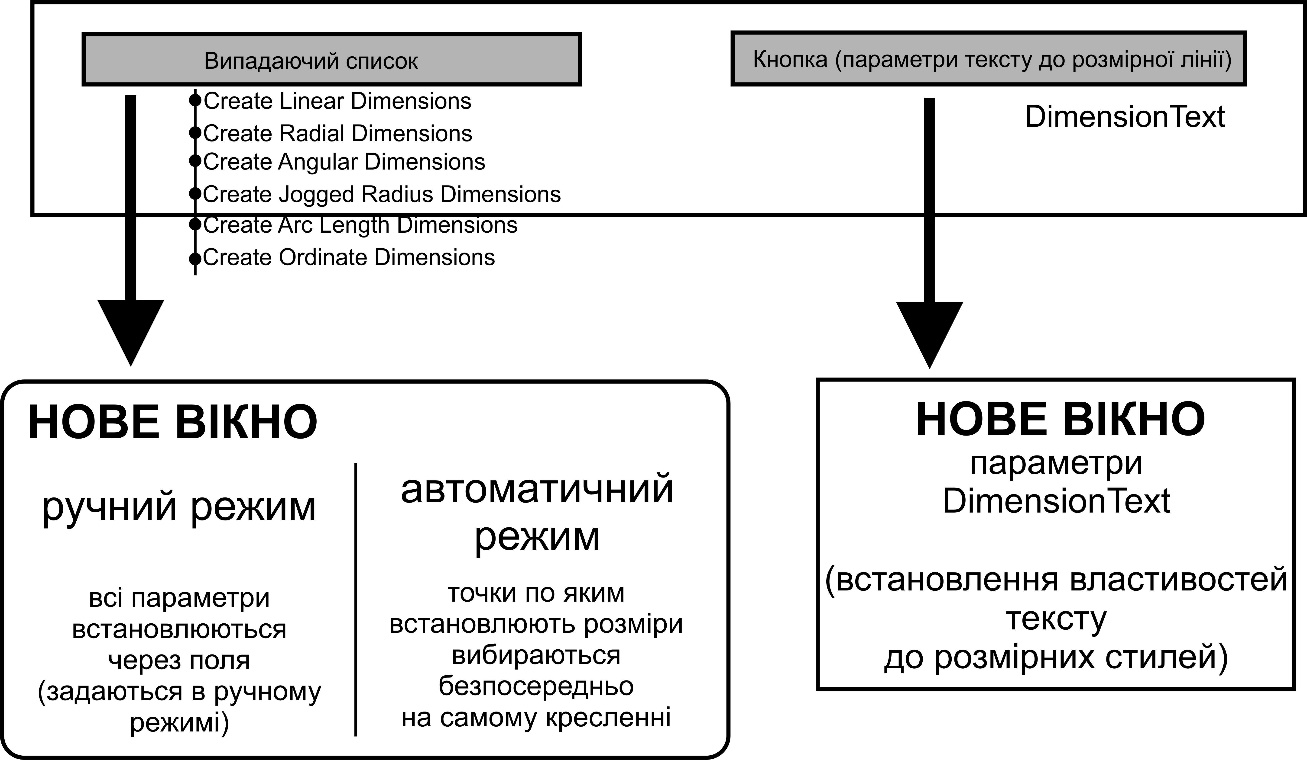 Випадаючий список
Create Linear Dimensions
Create Radial Dimensions
Create Angular Dimensions
Create Jogged Radius Dimensions
Create Arc Length Dimensions
Create Ordinate Dimensions
Кнопка (параметри тексту до розмірної лінії)
DimensionText
НОВЕ ВІКНО
ручний режим
всі параметри
встановлюються
через поля
(задаються в ручному
режимі)
автоматичний
режим
точки по яким
встановлюють розміри
вибираються
безпосередньо
на самому кресленні
НОВЕ ВІКНО
параметри
DimensionText
(встановлення властивостей
тексту
до розмірних стилей)